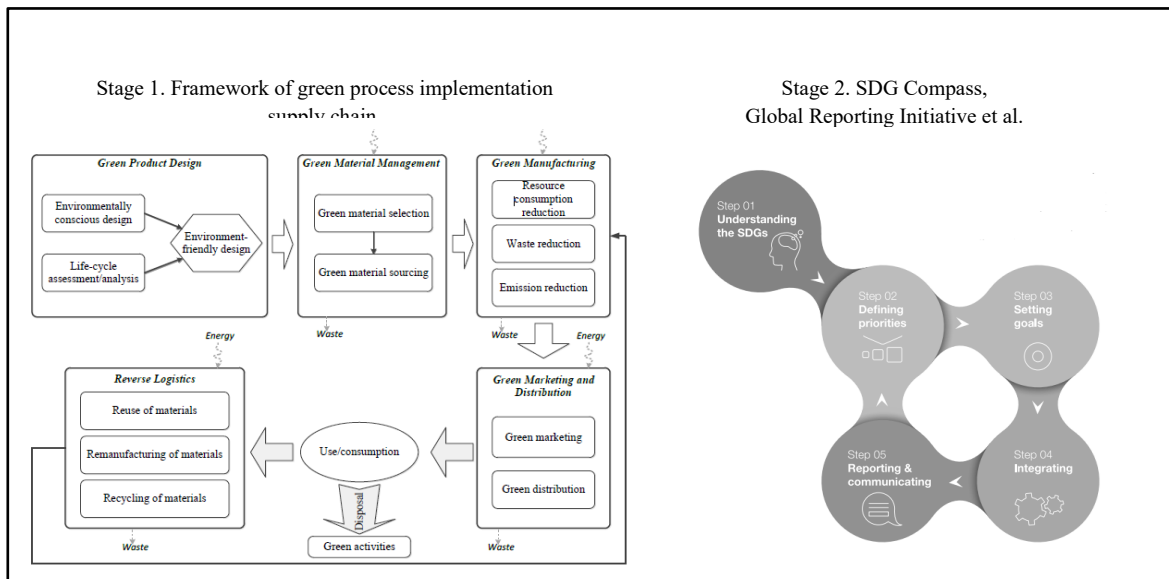 Stage 1. Framework of green process implementation
supply chain
Stage 2. SDG Compass,
Global Reporting Initiative et al.
Green Product Design
Environmentally
conscious design
Life-cycle
assessment/analysis
Environment-
friendly design
Green Material Management
Green material selection
Green material sourcing
Waste
Green Manufacturing
Resource
consumption
reduction
Waste reduction
Emission reduction
Waste
Energy
Energy
Reverse Logistics
Reuse of materials
Remanufacturing of materials
Recycling of materials
Waste
Use/consumption
Disposal
Green activities
Green Marketing and
Distribution
Green marketing
Green distribution
Waste
Step 01
Understanding
the SDGs
Step 02
Defining
priorities
Step 03
Setting
goals
Step 04
Integrating
Step 05
Reporting &
communicating